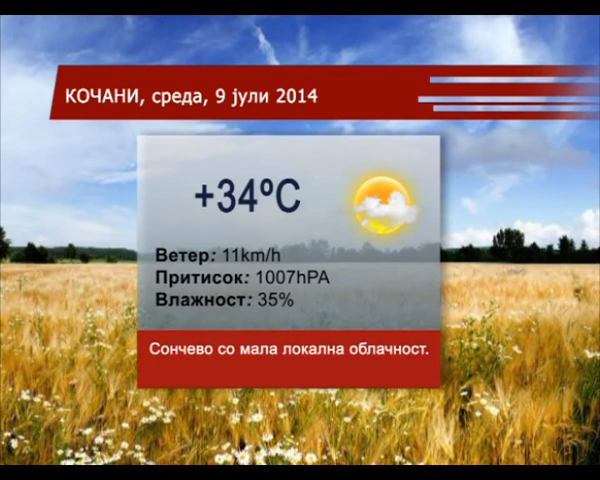 КОЧАНИ, среда, 9 јули 2014
+34ºC
Ветер: 11km/h
Притисок: 1007hPA
Влажност: 35%
Сончево со мала локална облачност.